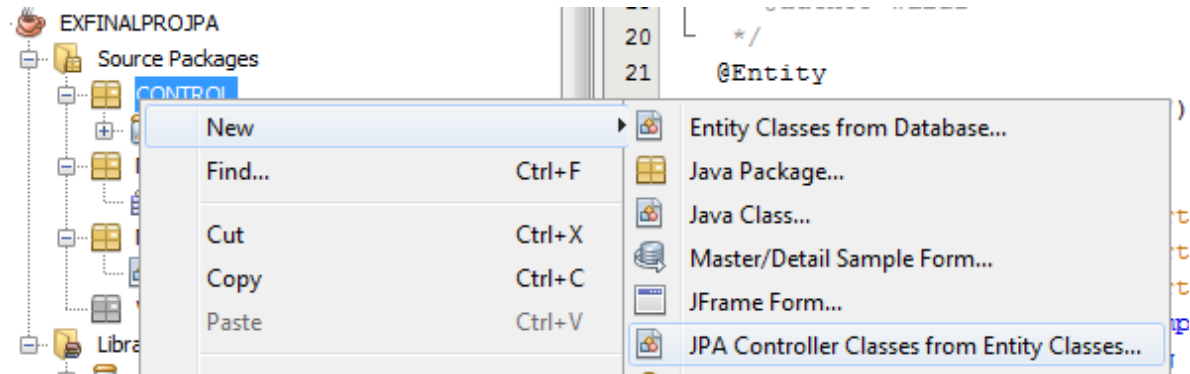 EXFINALPROJPA
Source Packages
CONTROL
New
Find... Ctrl+F
Cut Ctrl+X
Copy Ctrl+C
Paste Ctrl+V
Libra
20 */
21 @Entity
)
Entity Classes from Database...
Java Package...
Java Class...
Master/Detail Sample Form...
JFrame Form...
JPA Controller Classes from Entity Classes...